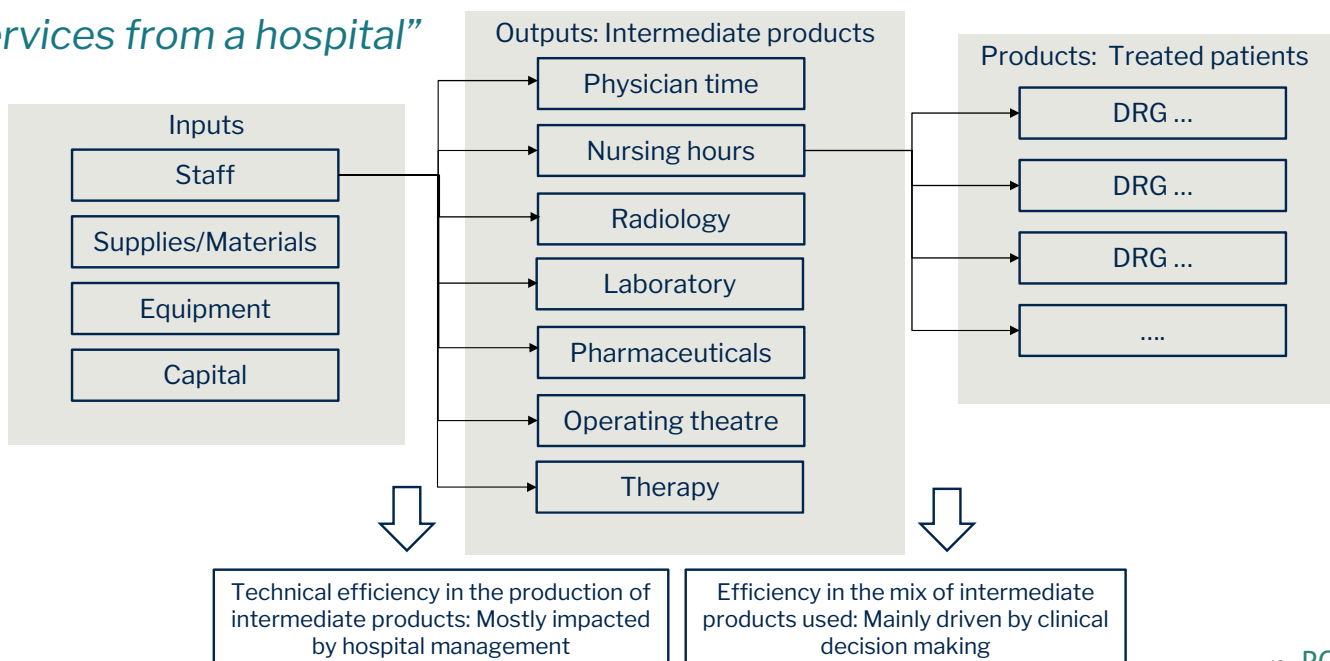 ervices from a hospital”
Inputs
Staff
Supplies/Materials
Equipment
Capital
Outputs: Intermediate products
Physician time
Nursing hours
Radiology
Laboratory
Pharmaceuticals
Operating theatre
Therapy
Products: Treated patients
DRG ...
DRG ...
DRG ...
....
Technical efficiency in the production of
intermediate products: Mostly impacted
by hospital management
Efficiency in the mix of intermediate
products used: Mainly driven by clinical
decision making